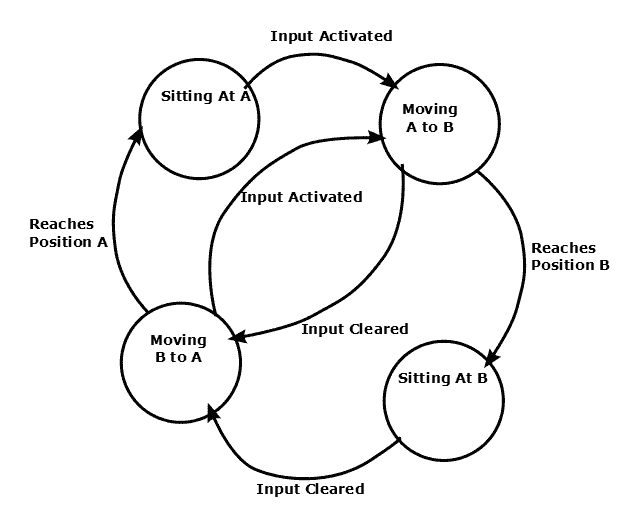 Input Activated
Sitting At A
Moving
A to B
Input Activated
Reaches
Position A
Reaches
Position B
Input Cleared
Moving
B to A
Sitting At B
Input Cleared